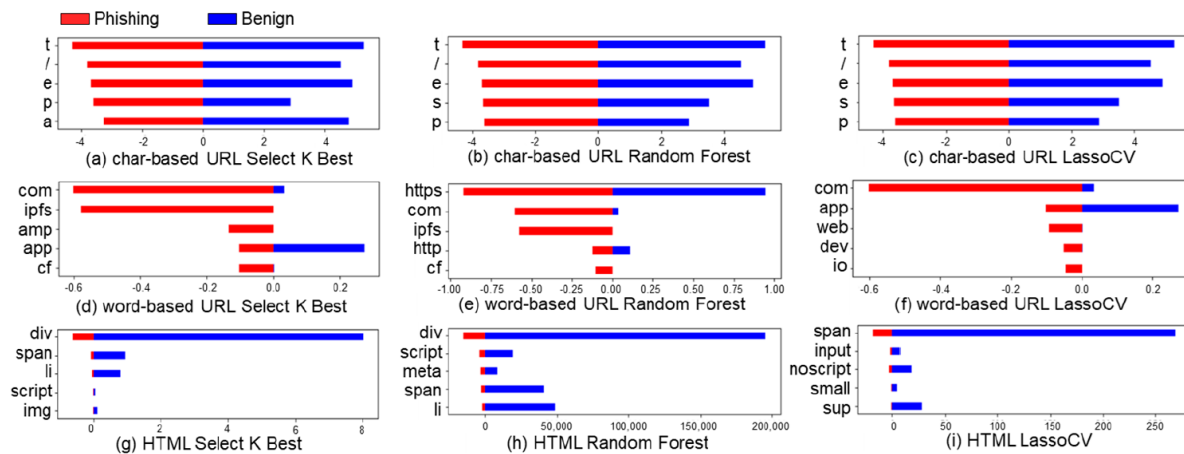 Phishing Benign
t
/
e
p
a
-4 -2 0 2 4
(a) char-based URL Select K Best
t
/
e
s
p
-4 -2 0 2 4
(b) char-based URL Random Forest
t
/
e
s
p
-4 -2 0 2 4
(c) char-based URL LassoCV
com
ipfs
amp
app
cf
-0.6 -0.4 -0.2 0.0 0.2
(d) word-based URL Select K Best
https
com
ipfs
http
cf
-1.00 -0.75 -0.50 -0.25 0.00 0.25 0.50 0.75 1.00
(e) word-based URL Random Forest
com
app
web
dev
io
-0.6 -0.4 -0.2 0.0 0.2
(f) word-based URL LassoCV
div
span
li
script
img
0 2 4 6 8
(g) HTML Select K Best
div
script
meta
span
li
0 50,000 100,000 150,000 200,000
(h) HTML Random Forest
span
input
noscript
small
sup
0 50 100 150 200 250
(i) HTML LassoCV